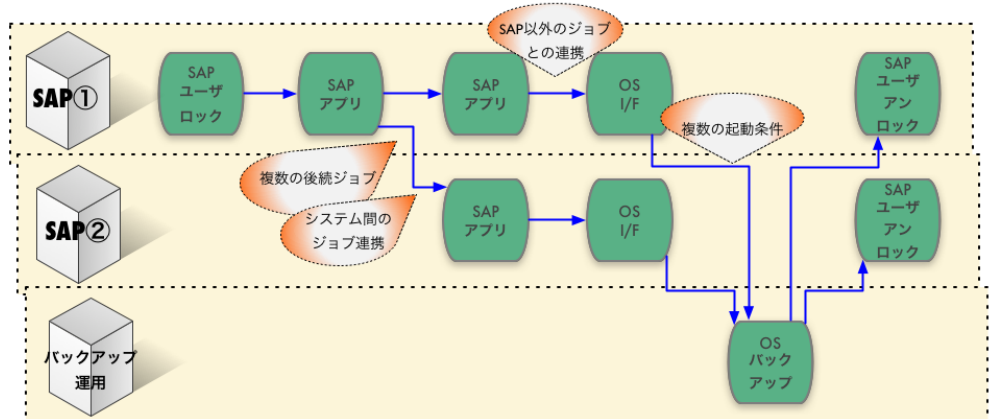 SAP以外のジョブ
との連携
SAP①
SAP
ユーザ
ロック
SAP
アプリ
SAP
アプリ
OS
I/F
複数の起動条件
SAP
ユーザ
アン
ロック
複数の後続ジョブ
システム間の
ジョブ連携
SAP②
SAP
アプリ
OS
I/F
SAP
ユーザ
アン
ロック
バックアップ
運用
OS
バック
アップ